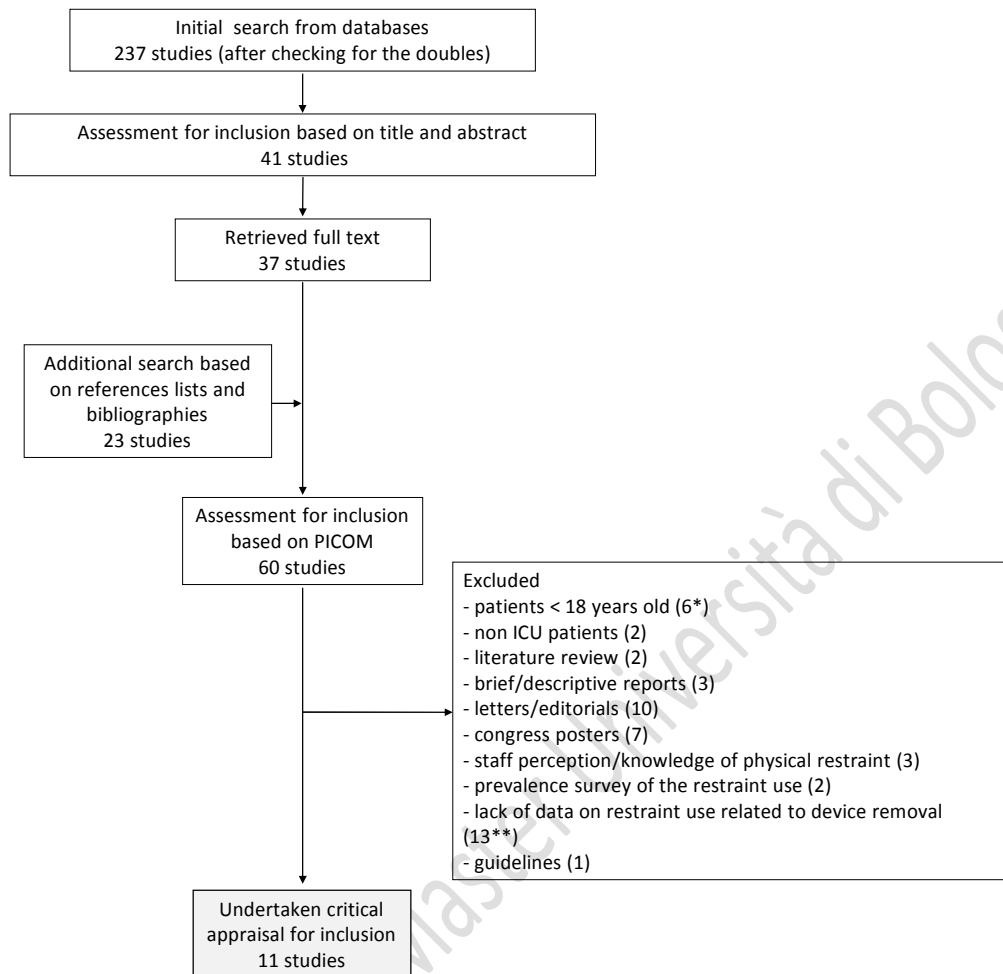 Initial search from databases
237 studies (after checking for the doubles)
Assessment for inclusion based on title and abstract
41 studies
Retrieved full text
37 studies
Additional search based
on references lists and
bibliographies
23 studies
Assessment for inclusion
based on PICOM
60 studies
Excluded
- patients < 18 years old (6*)
- non ICU patients (2)
- literature review (2)
- brief/descriptive reports (3)
- letters/editorials (10)
- congress posters (7)
- staff perception/knowledge of physical restraint (3)
- prevalence survey of the restraint use (2)
- lack of data on restraint use related to device removal
(13**)
- guidelines (1)
Undertaken critical
appraisal for inclusion
11 studies
Master Università di